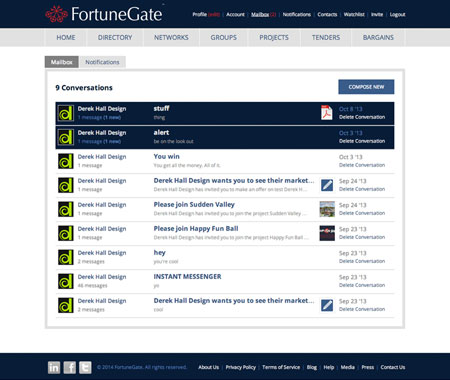 FortuneGate
Profile (edit) | Account | Mailbox (2) | Notifications | Contacts | Watchlist | Invite | Logout
HOME DIRECTORY NETWORKS GROUPS PROJECTS TENDERS BARGAINS
Mailbox Notifications
9 Conversations
COMPOSE NEW
Derek Hall Design stuff Oct 8 '13
1 message (1 new) thing Delete Conversation
Derek Hall Design alert Oct 3 '13
1 message (1 new) be on the look out Delete Conversation
Derek Hall Design You win Oct 3 '13
1 message You get all the money. All of it. Delete Conversation
Derek Hall Design Derek Hall Design wants you to see their market... Sep 24 '13
1 message Derek Hall Design has invited you to make an offer on test Derek H... Delete Conversation
Derek Hall Design Please join Sudden Valley Sep 24 '13
1 message Derek Hall Design has invited you to join the project Sudden Valley ... Delete Conversation
Derek Hall Design Please join Happy Fun Ball Sep 23 '13
1 message Derek Hall Design has invited you to join the project Happy Fun Ball ... Delete Conversation
Derek Hall Design hey Sep 23 '13
2 messages you're cool Delete Conversation
Derek Hall Design INSTANT MESSENGER Sep 23 '13
46 messages yo Delete Conversation
Derek Hall Design Derek Hall Design wants you to see their market... Sep 23 '13
2 messages cool Delete Conversation
in f t © 2014 FortuneGate. All rights reserved. About Us | Privacy Policy | Terms of Service | Blog | Help | Media | Press | Contact Us